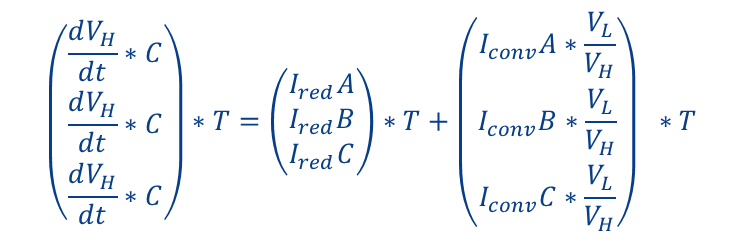 (dV_H/dt * C
dV_H/dt * C
dV_H/dt * C) * T = (I_red A
I_red B
I_red C) * T + (I_conv A * V_L/V_H
I_conv B * V_L/V_H
I_conv C * V_L/V_H) * T